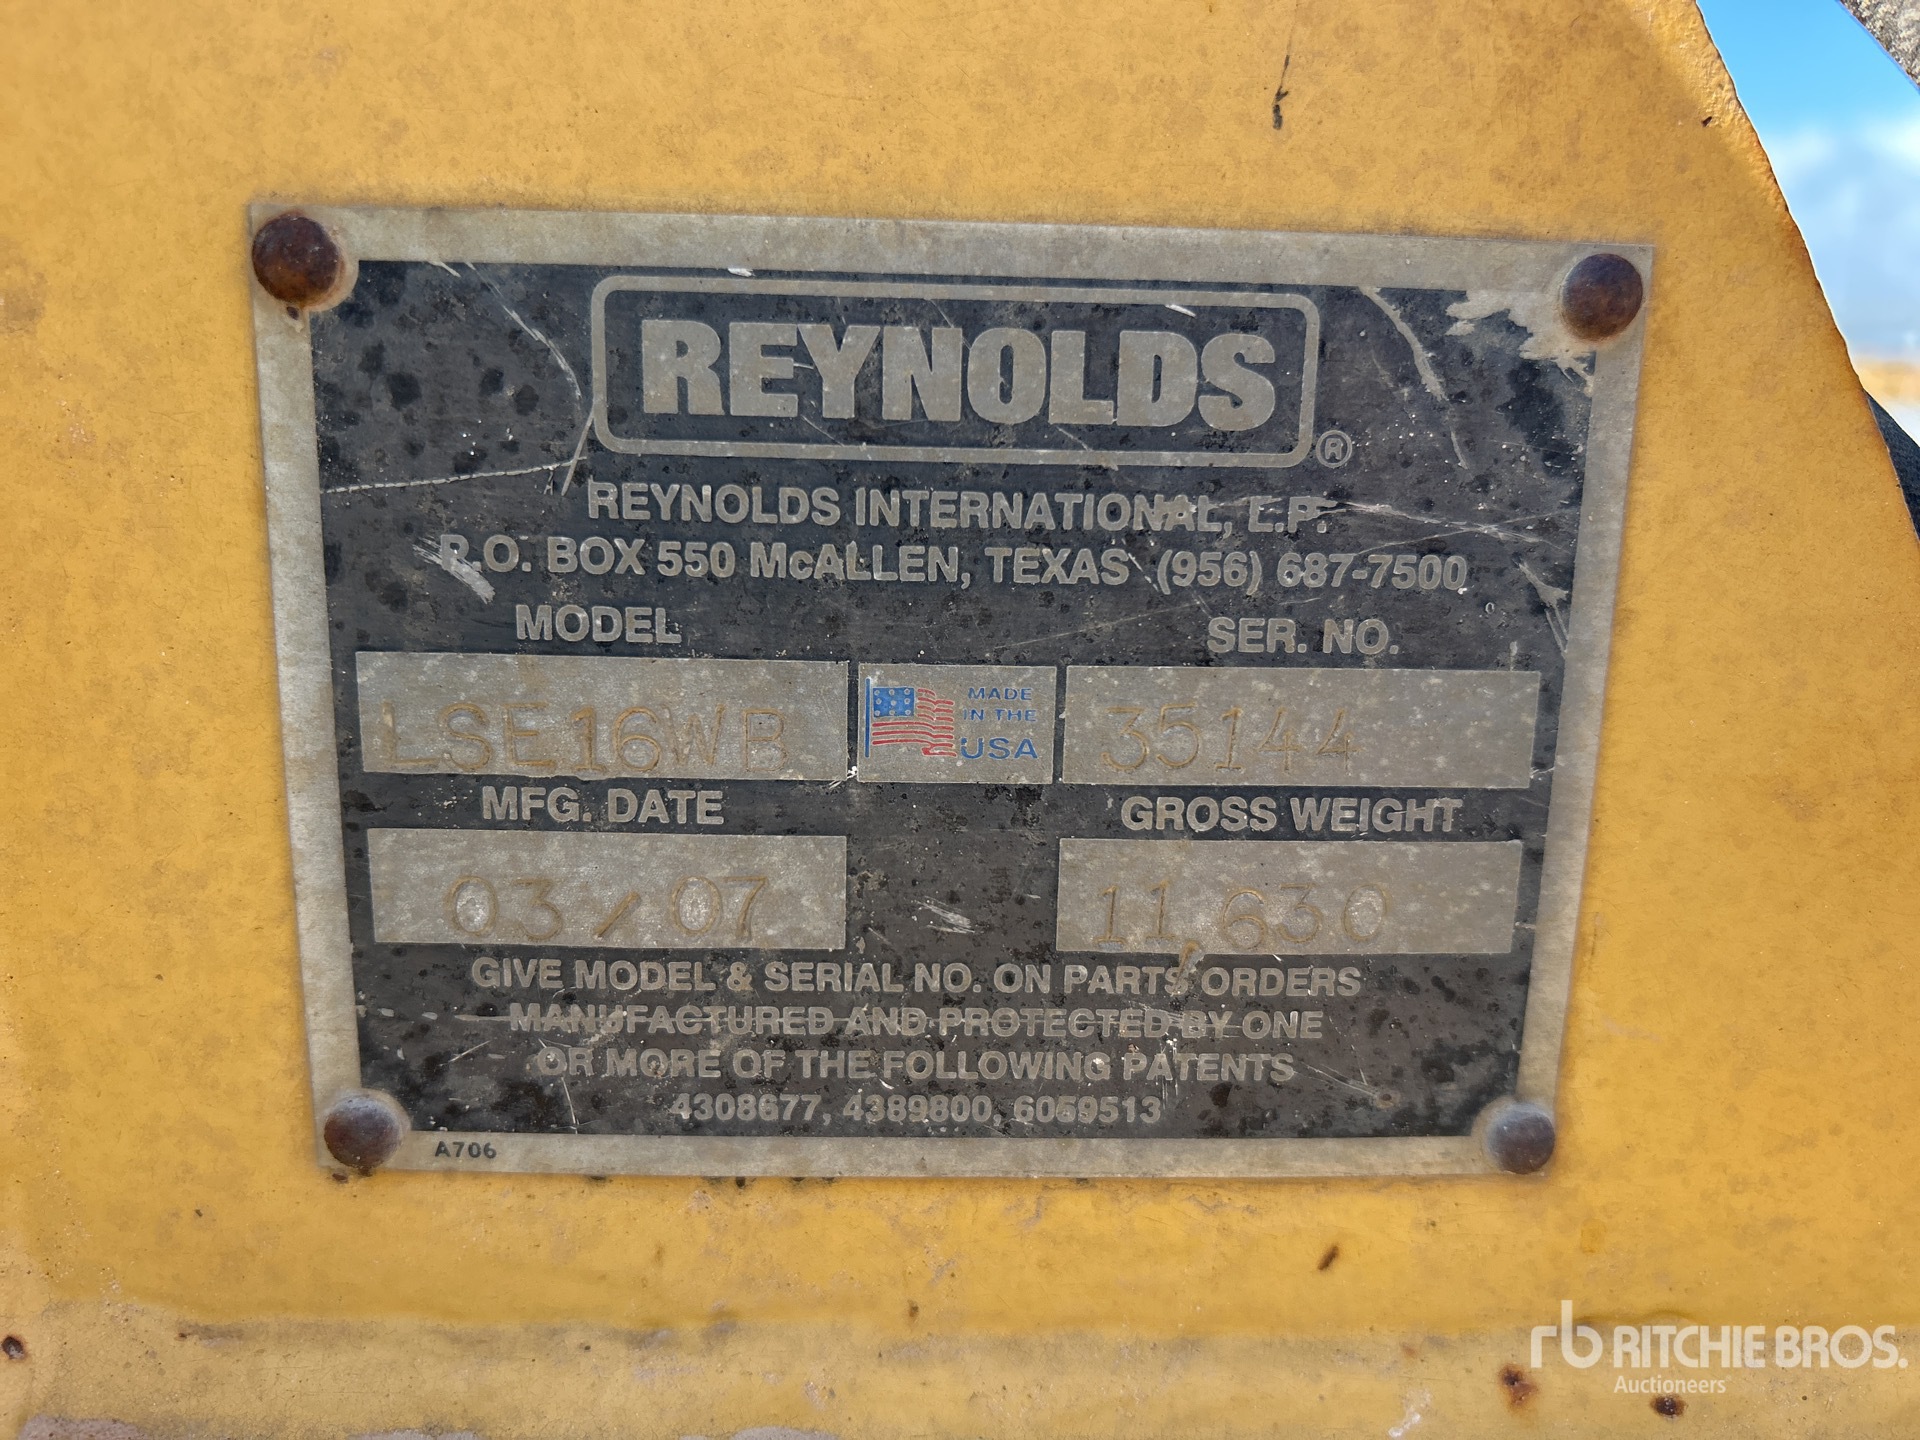 REYNOLDS ®
REYNOLDS INTERNATIONAL, L.P.
P.O. BOX 550 McALLEN, TEXAS (956) 687-7500
MODEL SER. NO.
LSE16WB MADE IN THE USA 35144
MFG. DATE GROSS WEIGHT
03/07 11,630
GIVE MODEL & SERIAL NO. ON PARTS ORDERS
MANUFACTURED AND PROTECTED BY ONE
OR MORE OF THE FOLLOWING PATENTS
4308677, 4389800, 6059513
A706
rb RITCHIE BROS.
Auctioneers